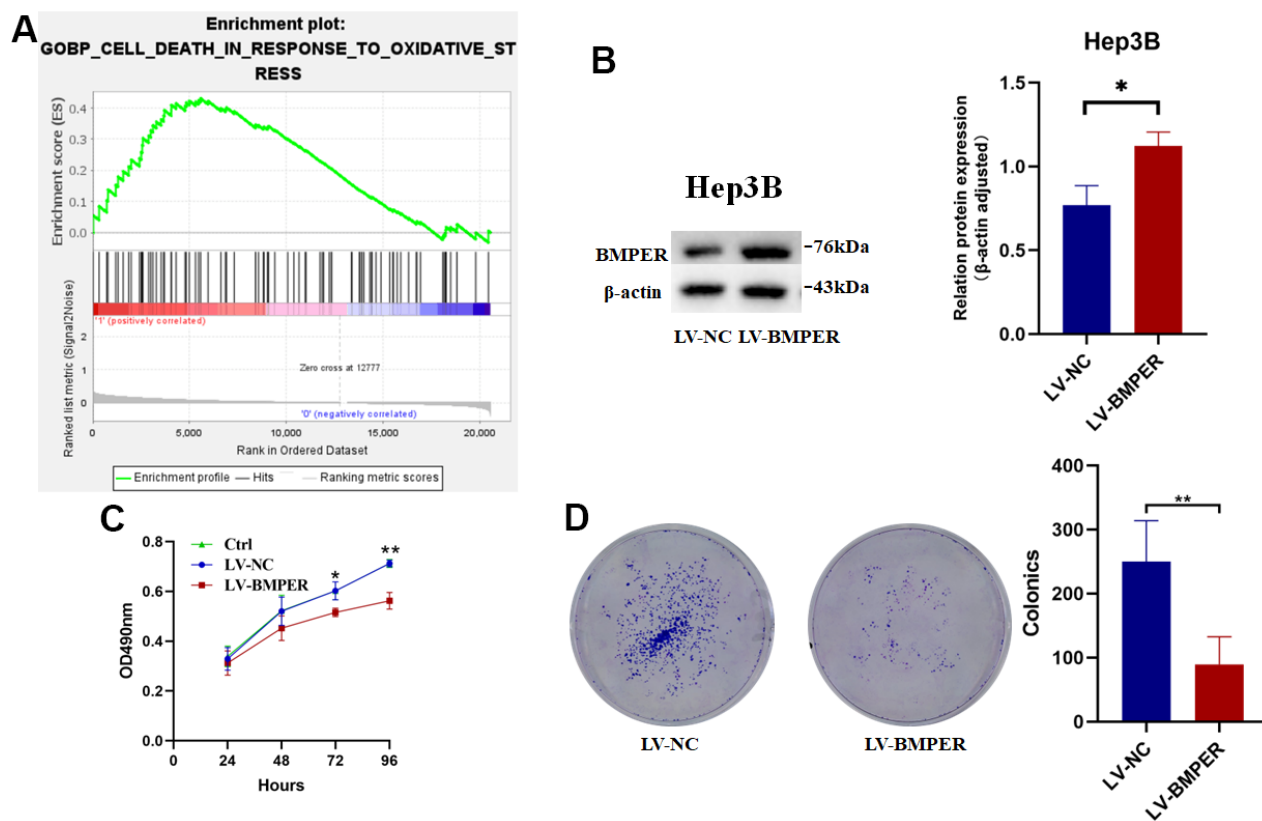 A
Enrichment plot:
GOBP_CELL_DEATH_IN_RESPONSE_TO_OXIDATIVE_ST
RESS
Enrichment score (ES)
0.4
0.3
0.2
0.1
0.0
'1' (positively correlated)
Ranked list metric (Signal2Noise)
2
1
0
Zero cross at 12777
'0' (negatively correlated)
0
5,000
10,000
15,000
20,000
Rank in Ordered Dataset
Enrichment profile
Hits
Ranking metric scores
B
Hep3B
BMPER
-76kDa
β-actin
-43kDa
LV-NC LV-BMPER
Hep3B
Relation protein expression
(β-actin adjusted)
1.5
1.0
0.5
0.0
*
LV-NC
LV-BMPER
C
Ctrl
LV-NC
LV-BMPER
OD490nm
0.8
0.6
0.4
0.2
0.0
*
**
0
24
48
72
96
Hours
D
LV-NC
LV-BMPER
Colonics
400
300
200
100
0
**
LV-NC
LV-BMPER